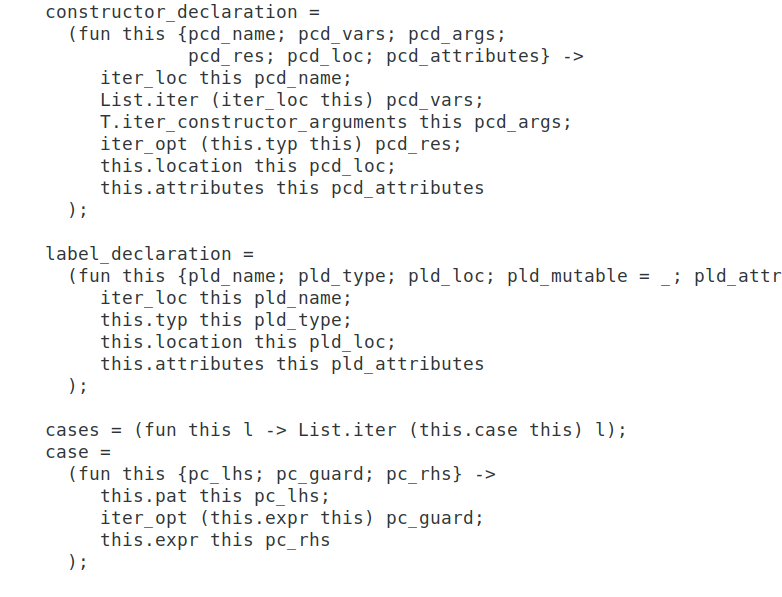 constructor_declaration =
  (fun this {pcd_name; pcd_vars; pcd_args;
             pcd_res; pcd_loc; pcd_attributes} ->
     iter_loc this pcd_name;
     List.iter (iter_loc this) pcd_vars;
     T.iter_constructor_arguments this pcd_args;
     iter_opt (this.typ this) pcd_res;
     this.location this pcd_loc;
     this.attributes this pcd_attributes
  );

label_declaration =
  (fun this {pld_name; pld_type; pld_loc; pld_mutable = _; pld_attr
     iter_loc this pld_name;
     this.typ this pld_type;
     this.location this pld_loc;
     this.attributes this pld_attributes
  );

cases = (fun this l -> List.iter (this.case this) l);
case =
  (fun this {pc_lhs; pc_guard; pc_rhs} ->
     this.pat this pc_lhs;
     iter_opt (this.expr this) pc_guard;
     this.expr this pc_rhs
  );